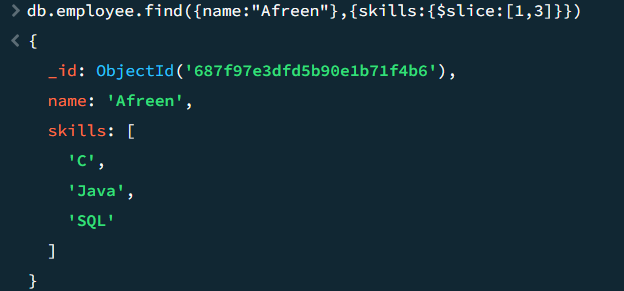 > db.employee.find({name:"Afreen"},{skills:{$slice:[1,3]}})
< {
_id: ObjectId('687f97e3dfd5b90e1b71f4b6'),
name: 'Afreen',
skills: [
'C',
'Java',
'SQL'
]
}